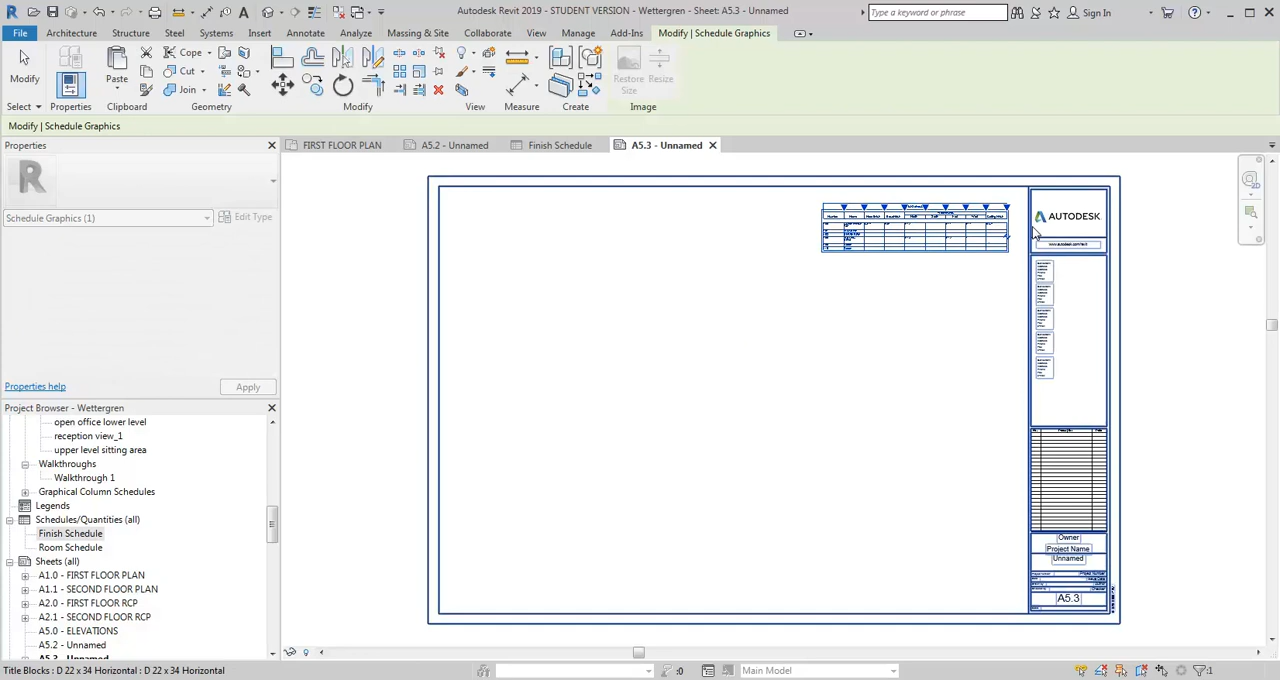 Autodesk Revit 2019 - STUDENT VERSION - Wettergren - Sheet: A5.3 - Unnamed
Type a keyword or phrase
Sign In
File
Architecture
Structure
Steel
Systems
Insert
Annotate
Analyze
Massing & Site
Collaborate
View
Manage
Add-Ins
Modify | Schedule Graphics
Modify
Properties
Paste
Cope
Cut
Join
Restore
Size
Resize
Select
Properties
Clipboard
Geometry
Modify
View
Measure
Create
Image
Modify | Schedule Graphics
Properties
Schedule Graphics (1)
Edit Type
Properties help
Apply
FIRST FLOOR PLAN
A5.2 - Unnamed
Finish Schedule
A5.3 - Unnamed
Project Browser - Wettergren
open office lower level
reception view_1
upper level sitting area
Walkthroughs
Walkthrough 1
Graphical Column Schedules
Legends
Schedules/Quantities (all)
Finish Schedule
Room Schedule
Sheets (all)
A1.0 - FIRST FLOOR PLAN
A1.1 - SECOND FLOOR PLAN
A2.0 - FIRST FLOOR RCP
A2.1 - SECOND FLOOR RCP
A5.0 - ELEVATIONS
A5.2 - Unnamed
A5.3 - Unnamed
AUTODESK
Owner
Project Name
Unnamed
A5.3
2D
Title Blocks : D 22 x 34 Horizontal : D 22 x 34 Horizontal
:0
Main Model
:1